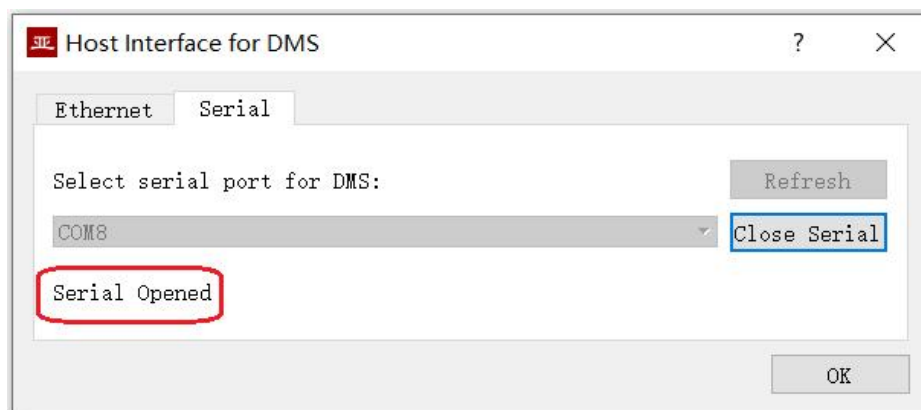 亚 Host Interface for DMS ? ×
Ethernet Serial
Select serial port for DMS: Refresh
COM8 Close Serial
Serial Opened
OK